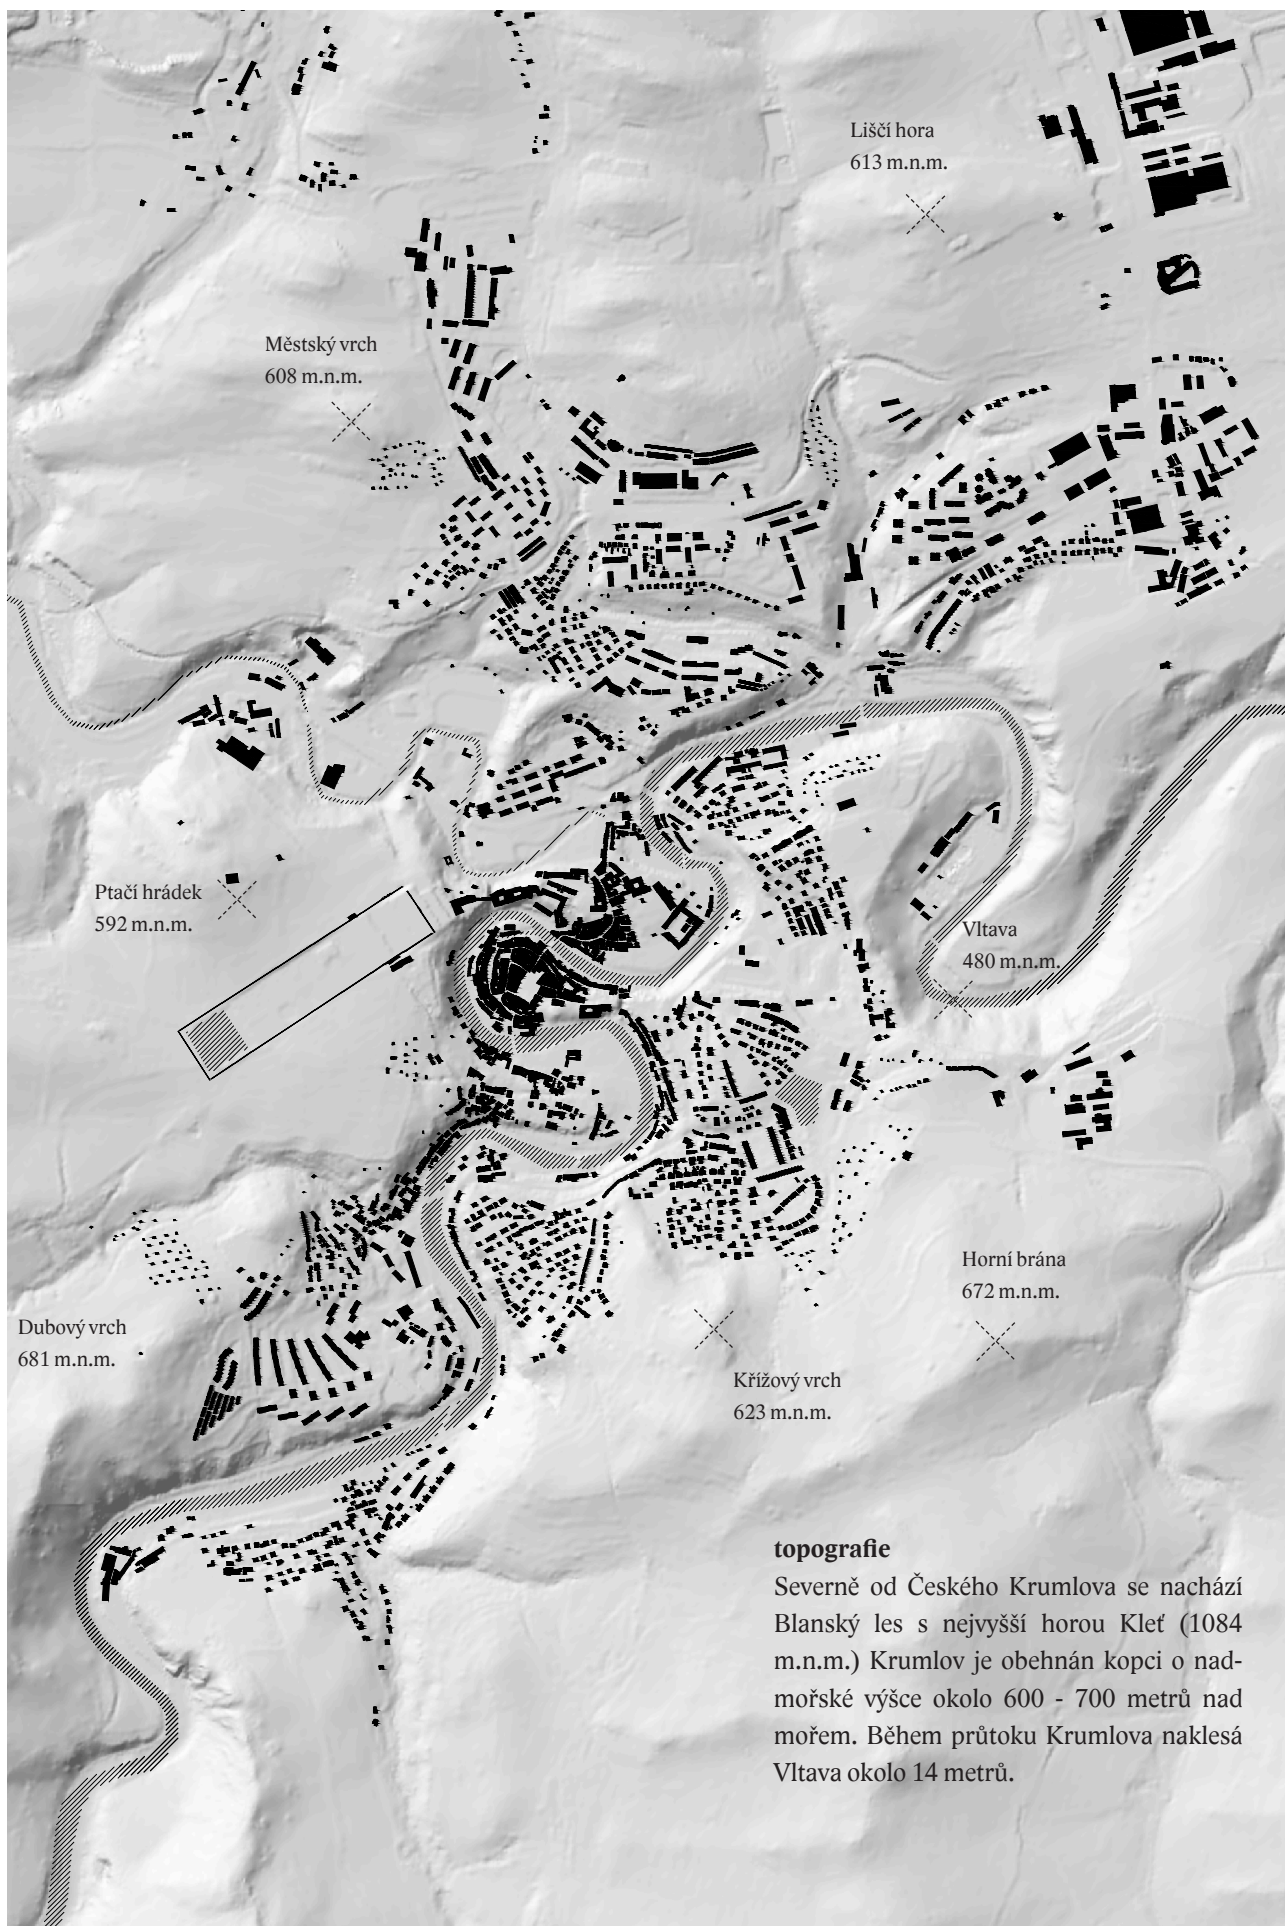 Liščí hora
613 m.n.m.
Městský vrch
608 m.n.m.
Ptačí hrádek
592 m.n.m.
Vltava
480 m.n.m.
Horní brána
672 m.n.m.
Dubový vrch
681 m.n.m.
Křížový vrch
623 m.n.m.
topografie
Severně od Českého Krumlova se nachází
Blanský les s nejvyšší horou Kleť (1084
m.n.m.) Krumlov je obehnán kopci o nad-
mořské výšce okolo 600 - 700 metrů nad
mořem. Během průtoku Krumlova naklesá
Vltava okolo 14 metrů.